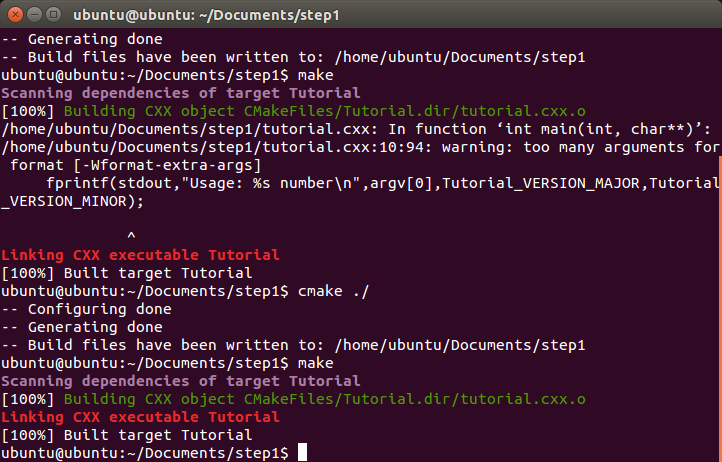 ubuntu@ubuntu: ~/Documents/step1
-- Generating done
-- Build files have been written to: /home/ubuntu/Documents/step1
ubuntu@ubuntu:~/Documents/step1$ make
Scanning dependencies of target Tutorial
[100%] Building CXX object CMakeFiles/Tutorial.dir/tutorial.cxx.o
/home/ubuntu/Documents/step1/tutorial.cxx: In function ‘int main(int, char**)’:
/home/ubuntu/Documents/step1/tutorial.cxx:10:94: warning: too many arguments for
 format [-Wformat-extra-args]
     fprintf(stdout,"Usage: %s number\n",argv[0],Tutorial_VERSION_MAJOR,Tutorial
_VERSION_MINOR);
              ^
Linking CXX executable Tutorial
[100%] Built target Tutorial
ubuntu@ubuntu:~/Documents/step1$ cmake ./
-- Configuring done
-- Generating done
-- Build files have been written to: /home/ubuntu/Documents/step1
ubuntu@ubuntu:~/Documents/step1$ make
Scanning dependencies of target Tutorial
[100%] Building CXX object CMakeFiles/Tutorial.dir/tutorial.cxx.o
Linking CXX executable Tutorial
[100%] Built target Tutorial
ubuntu@ubuntu:~/Documents/step1$